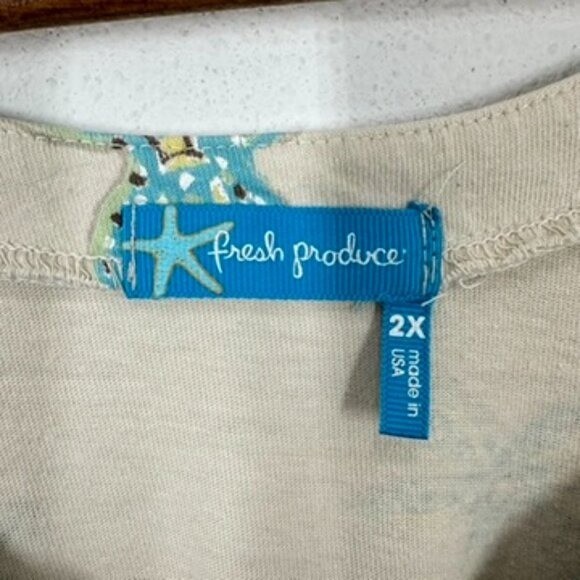 fresh produce
2X
made in
USA